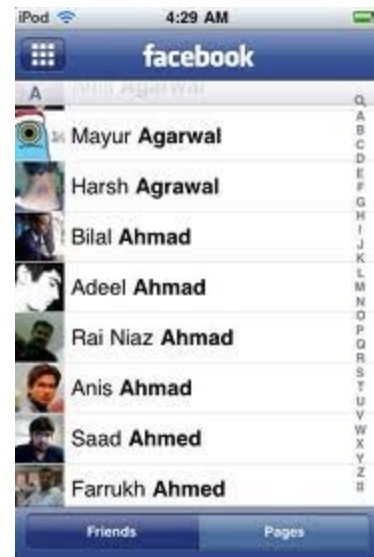 iPod 4:29 AM
facebook
A
Agarwal
Mayur Agarwal
Harsh Agrawal
Bilal Ahmad
Adeel Ahmad
Rai Niaz Ahmad
Anis Ahmad
Saad Ahmed
Farrukh Ahmed
A
B
C
D
E
F
G
H
I
J
K
L
M
N
O
P
Q
R
S
T
U
V
W
X
Y
Z
#
Friends Pages